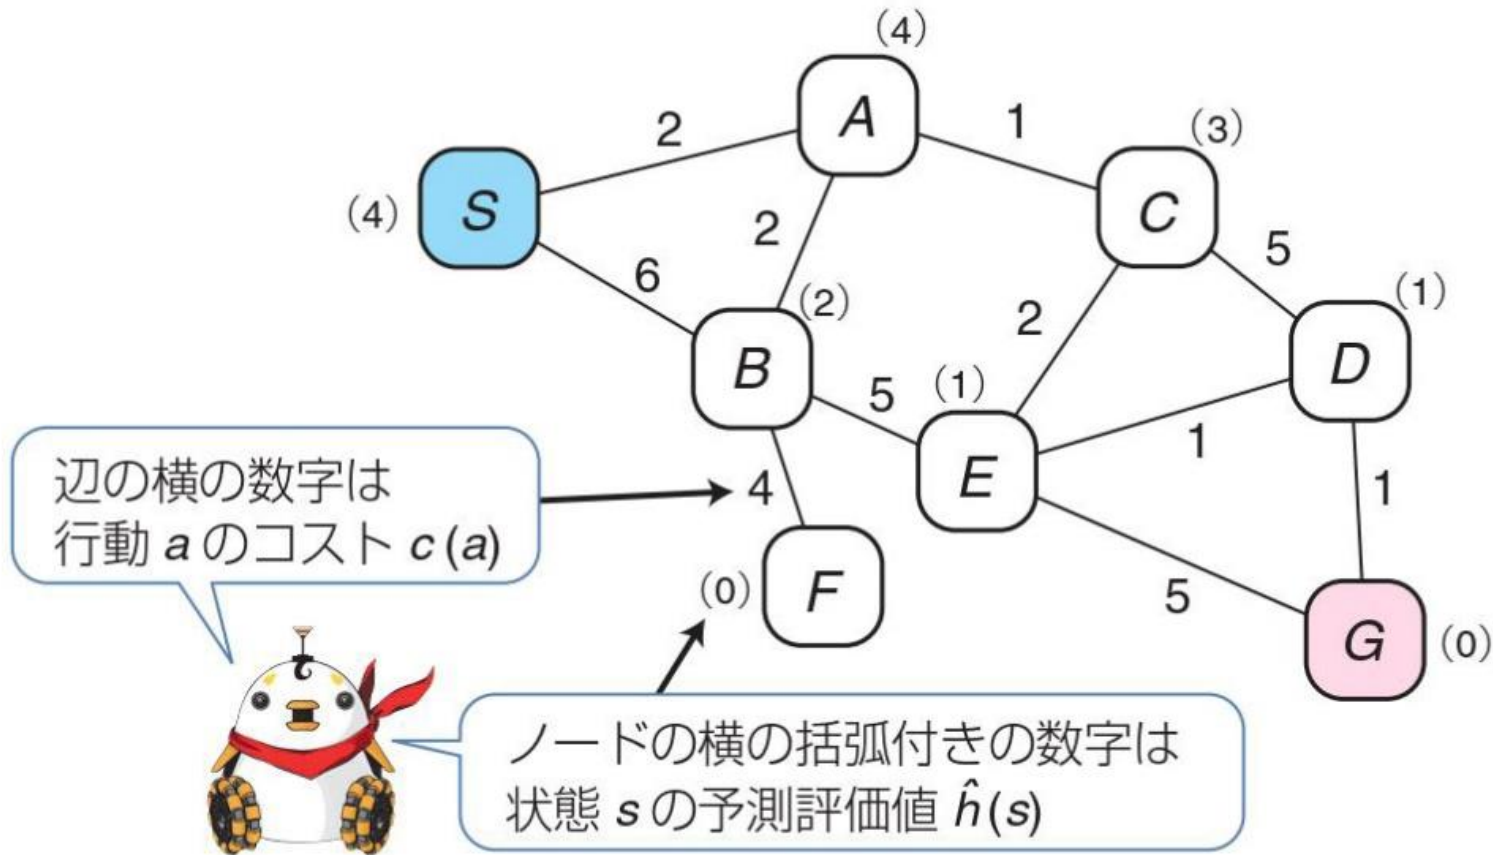 (4)
A
2
1
(3)
S
(4)
C
2
5
6
(1)
(2)
2
D
B
(1)
5
1
E
辺の横の数字は
行動 a のコスト c (a)
4
1
F
(0)
5
G
(0)
ノードの横の括弧付きの数字は
状態 s の予測評価値 ĥ (s)